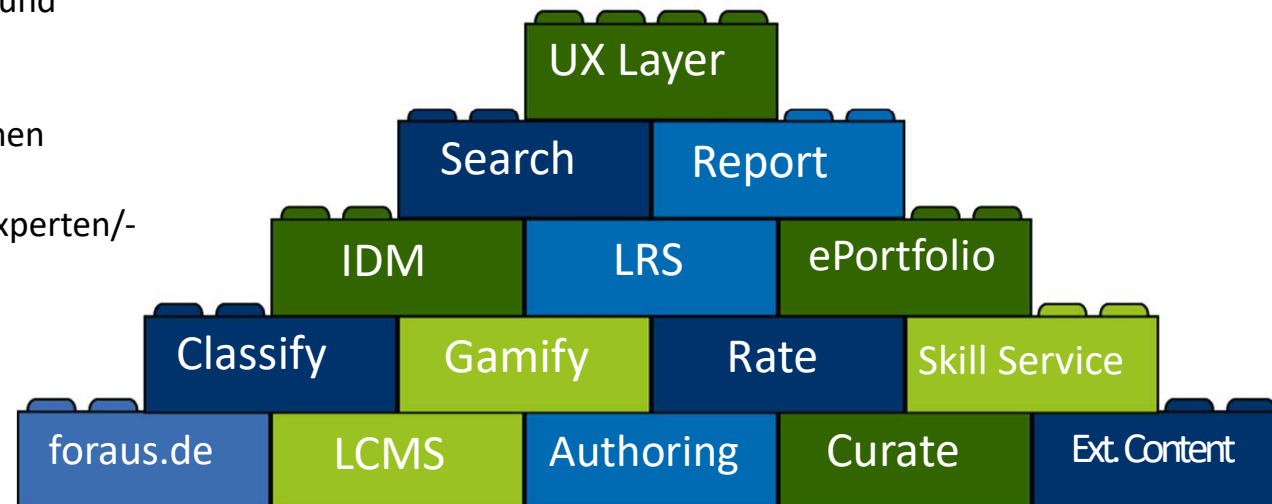 und
nen
xperten/-
UX Layer
Search Report
IDM LRS ePortfolio
Classify Gamify Rate Skill Service
foraus.de LCMS Authoring Curate Ext. Content